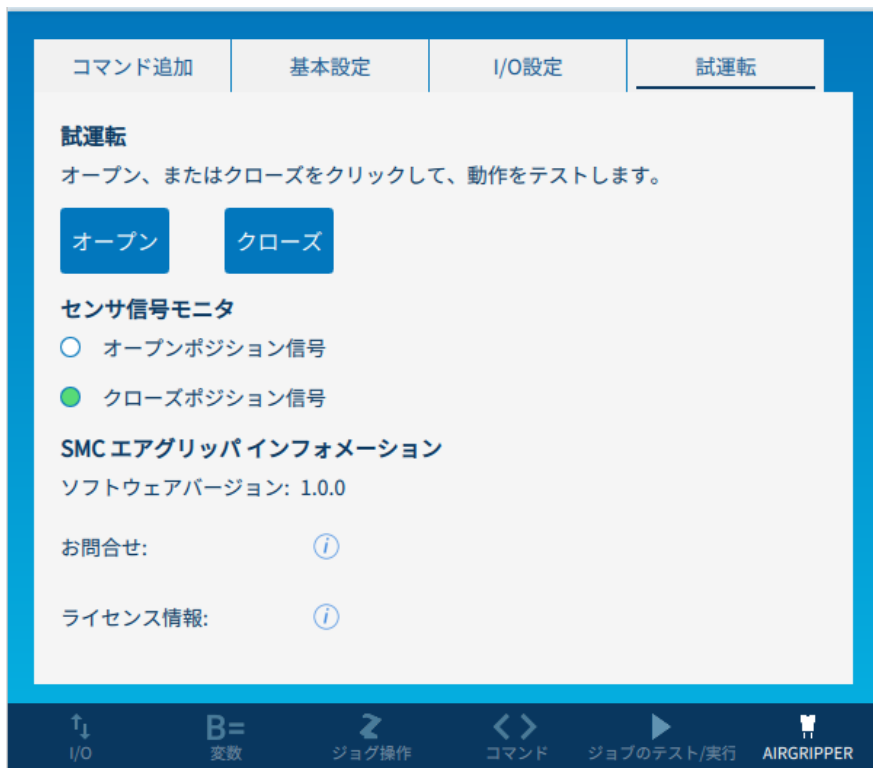 コマンド追加 基本設定 I/O設定 試運転
試運転
オープン、またはクローズをクリックして、動作をテストします。
オープン クローズ
センサ信号モニタ
オープンポジション信号
クローズポジション信号
SMC エアグリッパ インフォメーション
ソフトウェアバージョン: 1.0.0
お問合せ: i
ライセンス情報: i
B=
I/O 変数 ジョグ操作 コマンド ジョブのテスト/実行 AIRGRIPPER